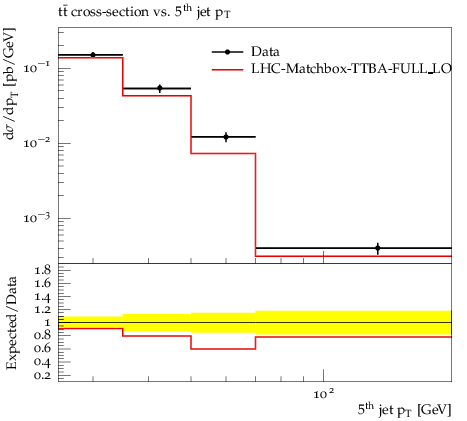 tt̄ cross-section vs. 5th jet pT
dσ/dpT [pb/GeV]
Data
LHC-Matchbox-TTBA-FULL_LO
10−1
10−2
10−3
Expected/Data
1.8
1.6
1.4
1.2
1
0.8
0.6
0.4
0.2
10 2
5th jet pT [GeV]